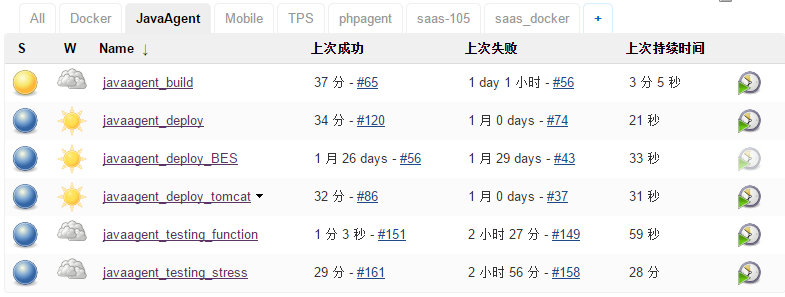 All Docker JavaAgent Mobile TPS phpagent saas-105 saas_docker +
S W Name ↓ 上次成功 上次失败 上次持续时间
javaagent_build 37 分 - #65 1 day 1 小时 - #56 3 分 5 秒
javaagent_deploy 34 分 - #120 1 月 0 days - #74 21 秒
javaagent_deploy_BES 1 月 26 days - #56 1 月 29 days - #43 33 秒
javaagent_deploy_tomcat 32 分 - #86 1 月 0 days - #37 31 秒
javaagent_testing_function 1 分 3 秒 - #151 2 小时 27 分 - #149 59 秒
javaagent_testing_stress 29 分 - #161 2 小时 56 分 - #158 28 分